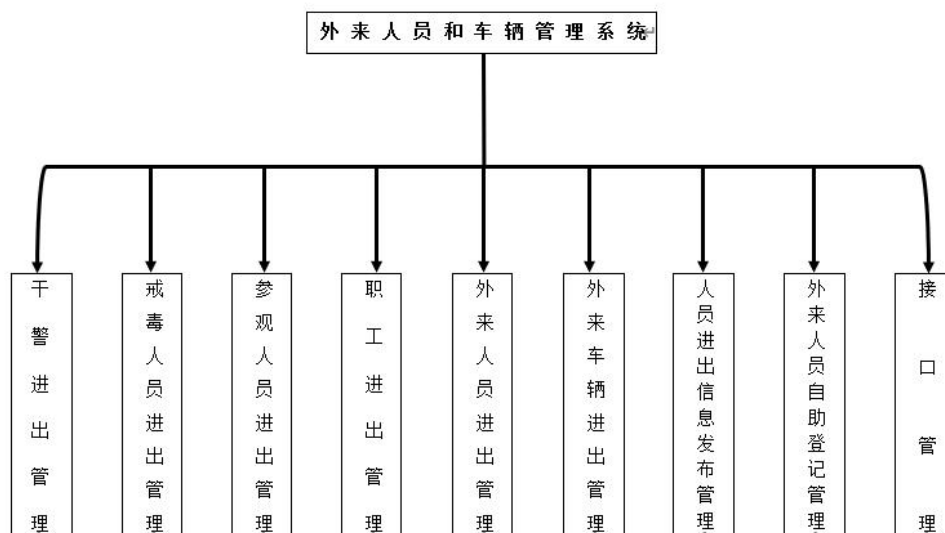 外来人员和车辆管理系统
干警进出管理
戒毒人员进出管理
参观人员进出管理
职工进出管理
外来人员进出管理
外来车辆进出管理
人员进出信息发布管理
外来人员自助登记管理
接口管理